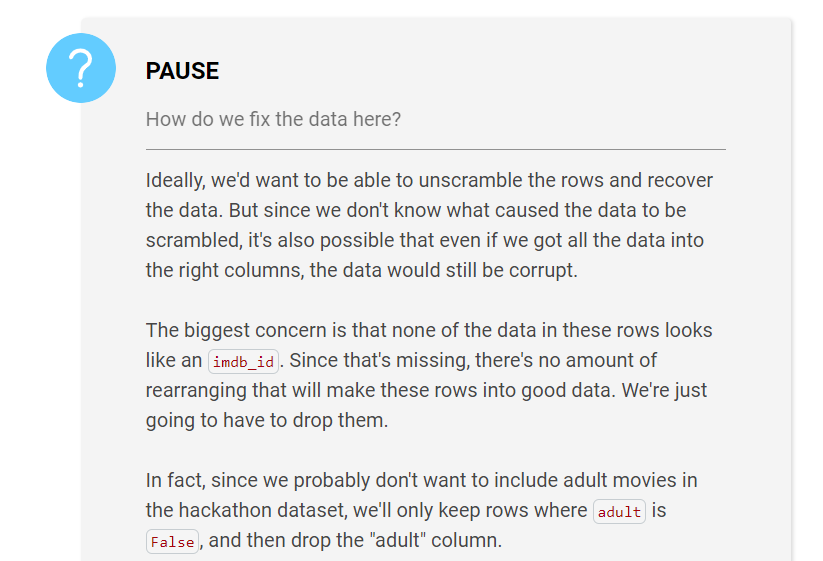 ?
PAUSE
How do we fix the data here?
Ideally, we'd want to be able to unscramble the rows and recover
the data. But since we don't know what caused the data to be
scrambled, it's also possible that even if we got all the data into
the right columns, the data would still be corrupt.
The biggest concern is that none of the data in these rows looks
like an imdb_id. Since that's missing, there's no amount of
rearranging that will make these rows into good data. We're just
going to have to drop them.
In fact, since we probably don't want to include adult movies in
the hackathon dataset, we'll only keep rows where adult is
False, and then drop the "adult" column.